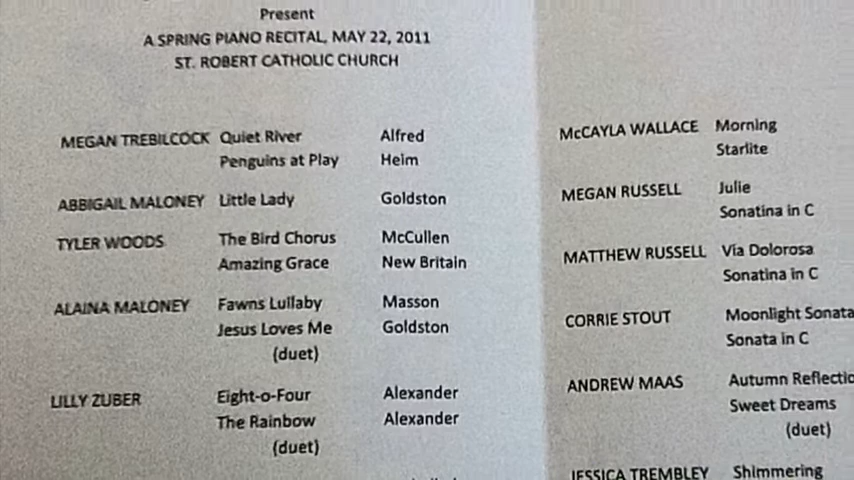 Present
A SPRING PIANO RECITAL, MAY 22, 2011
ST. ROBERT CATHOLIC CHURCH
MEGAN TREBILCOCK Quiet River Alfred
Penguins at Play Heim
ABBIGAIL MALONEY Little Lady Goldston
TYLER WOODS The Bird Chorus McCullen
Amazing Grace New Britain
ALAINA MALONEY Fawns Lullaby Masson
Jesus Loves Me Goldston
(duet)
LILLY ZUBER Eight-o-Four Alexander
The Rainbow Alexander
(duet)
McCAYLA WALLACE Morning
Starlite
MEGAN RUSSELL Julie
Sonatina in C
MATTHEW RUSSELL Via Dolorosa
Sonatina in C
CORRIE STOUT Moonlight Sonata
Sonata in C
ANDREW MAAS Autumn Reflectio
Sweet Dreams
(duet)
JESSICA TREMBLEY Shimmering